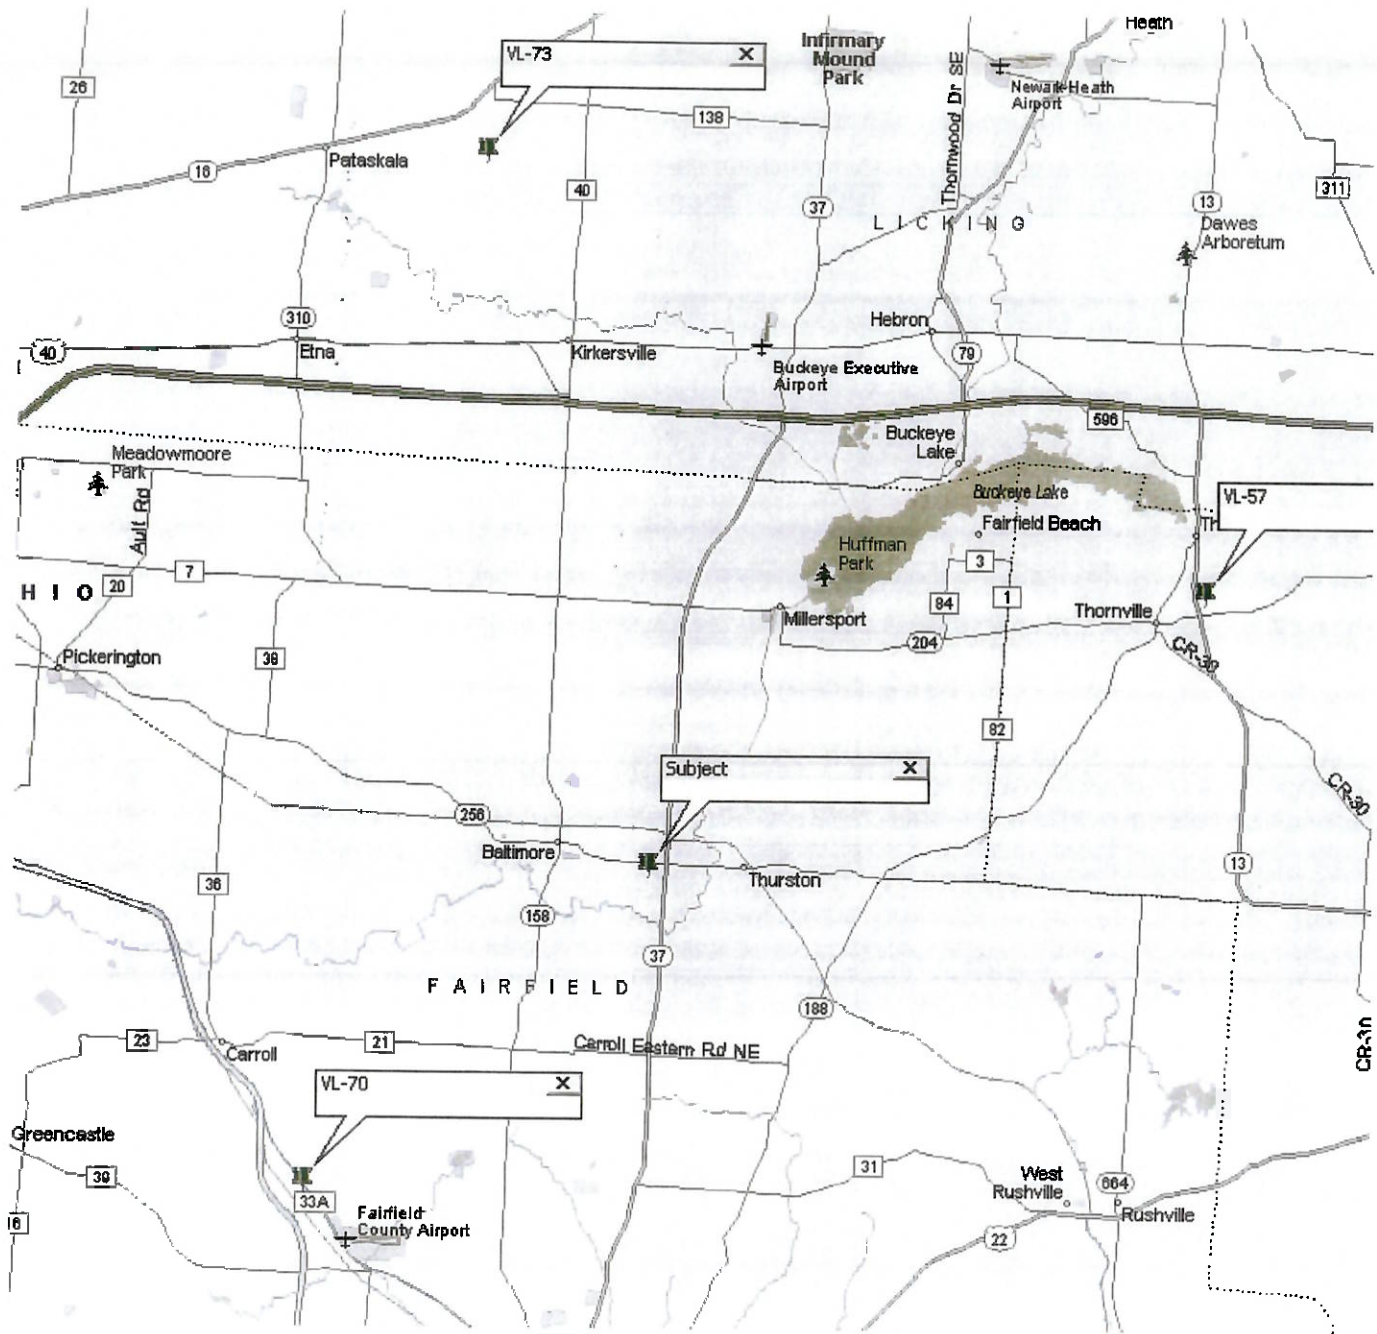 Heath
VL-73
X
Infirmary
Mound
Park
Thornwood Dr SE
Newark-Heath
Airport
26
138
Pataskala
16
40
37
311
13
LICKING
Dawes
Arboretum
310
Hebron
40
Etna
Kirkersville
79
Buckeye Executive
Airport
596
Buckeye
Lake
Meadowmoore
Park
Ault Rd
Buckeye Lake
VL-57
Fairfield Beach
Th
Huffman
Park
3
7
20
HIO
84
1
Thornville
Millersport
204
CR-30
Pickerington
38
82
Subject
X
CR-30
256
Baltimore
Thurston
13
36
158
37
FAIRFIELD
188
23
21
Carroll Eastern Rd NE
Carroll
CR-30
VL-70
X
Greencastle
39
31
West
Rushville
664
33A
Rushville
Fairfield
County Airport
6
22